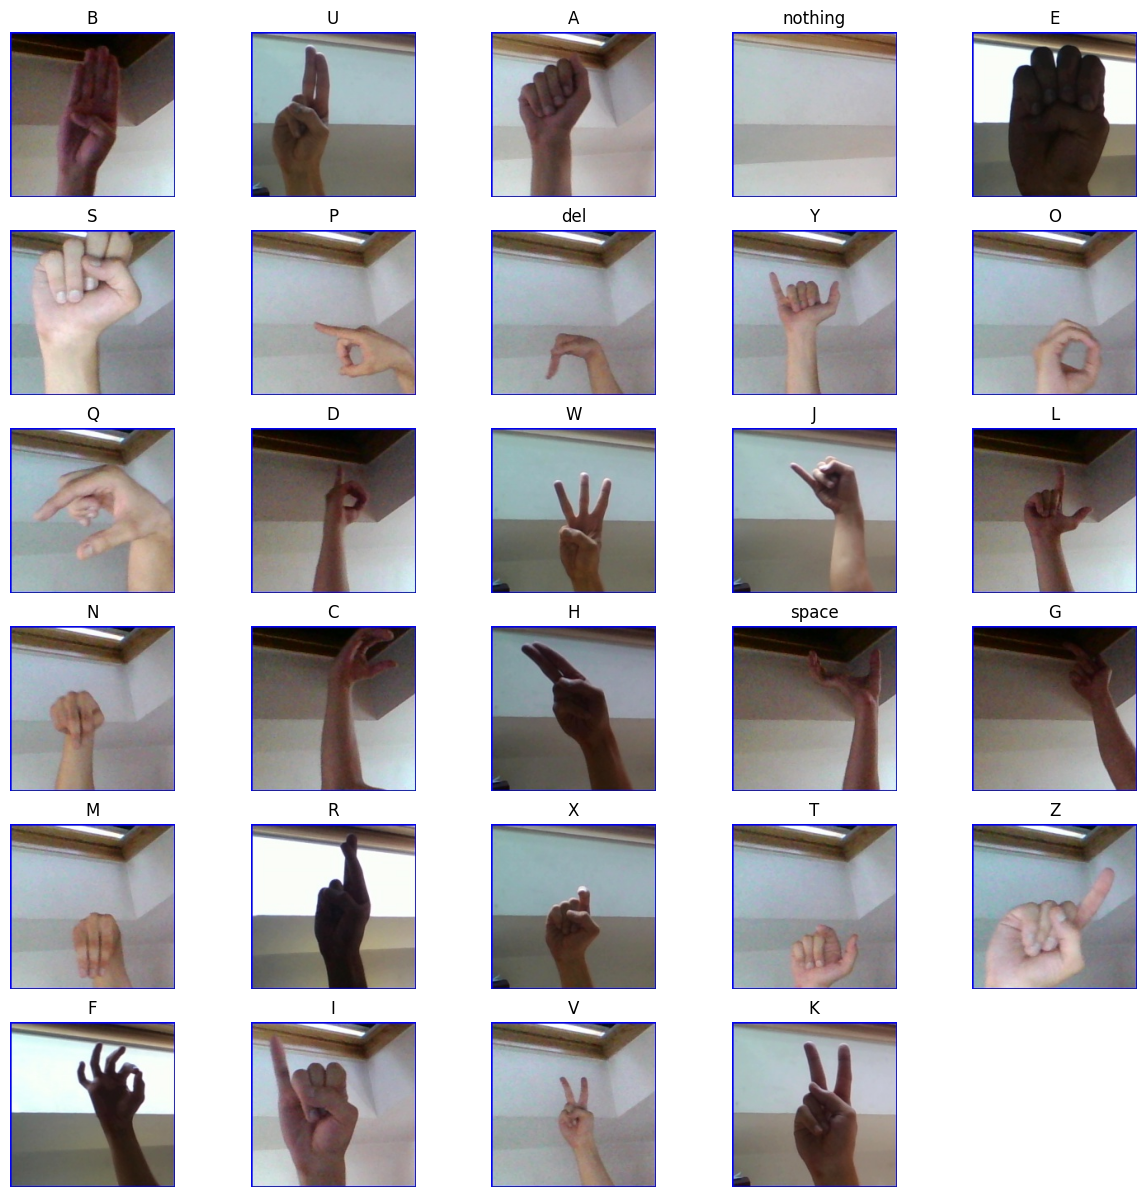 B U A nothing E
S P del Y O
Q D W J L
N C H space G
M R X T Z
F I V K